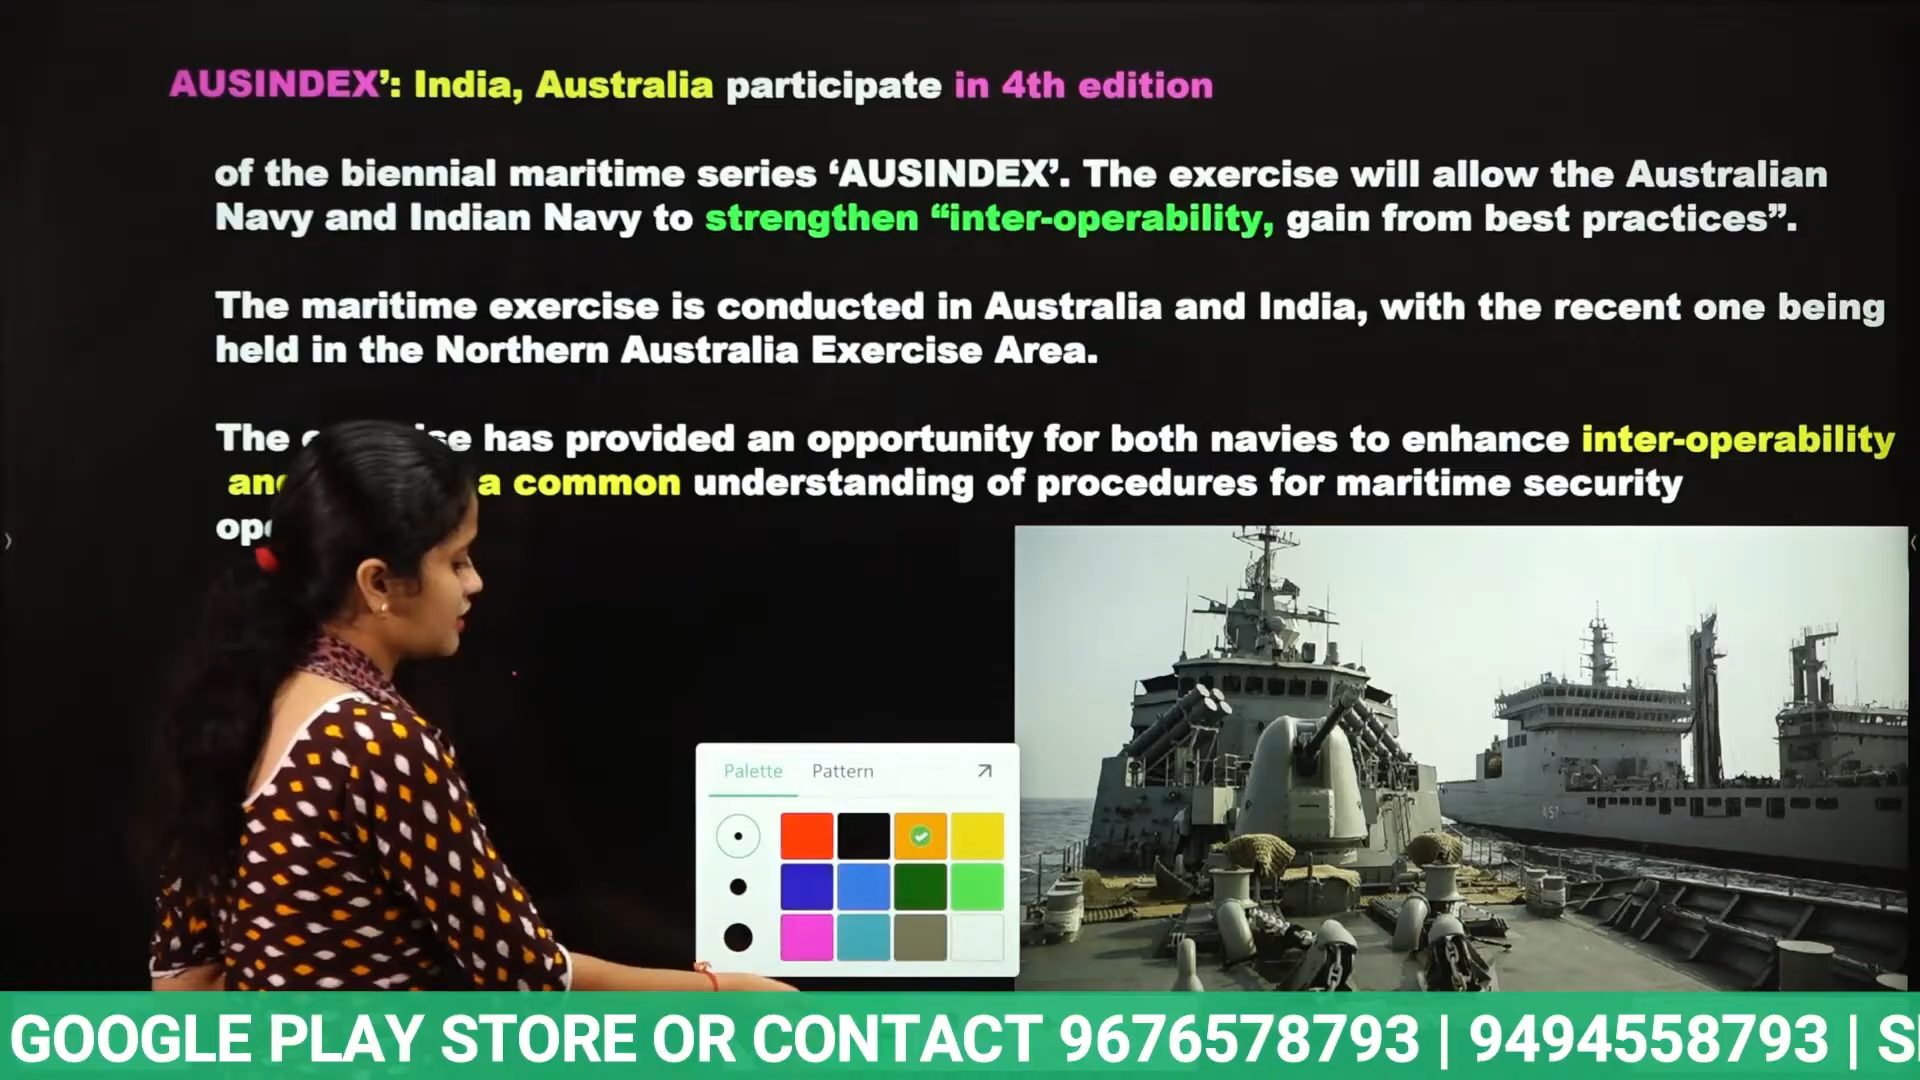 AUSINDEX’: India, Australia participate in 4th edition
of the biennial maritime series ‘AUSINDEX’. The exercise will allow the Australian
Navy and Indian Navy to strengthen “inter-operability, gain from best practices”.
The maritime exercise is conducted in Australia and India, with the recent one being
held in the Northern Australia Exercise Area.
The has provided an opportunity for both navies to enhance inter-operability
a common understanding of procedures for maritime security
Palette Pattern
GOOGLE PLAY STORE OR CONTACT 9676578793 | 9494558793 |